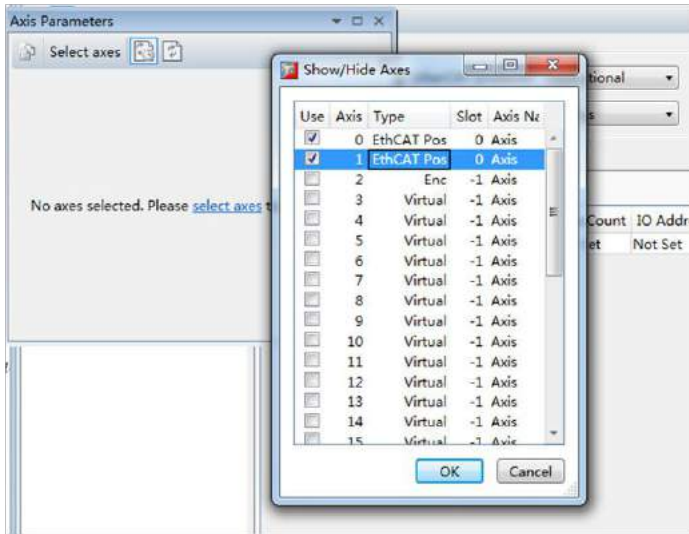 Axis Parameters
Select axes
No axes selected. Please select axes t
Show/Hide Axes
Use Axis Type Slot Axis Na
0 EthCAT Pos 0 Axis
1 EthCAT Pos 0 Axis
2 Enc -1 Axis
3 Virtual -1 Axis
4 Virtual -1 Axis
5 Virtual -1 Axis
6 Virtual -1 Axis
7 Virtual -1 Axis
8 Virtual -1 Axis
9 Virtual -1 Axis
10 Virtual -1 Axis
11 Virtual -1 Axis
12 Virtual -1 Axis
13 Virtual -1 Axis
14 Virtual -1 Axis
15 Virtual -1 Axis
OK Cancel
tional
s
Count IO Addr
et Not Set